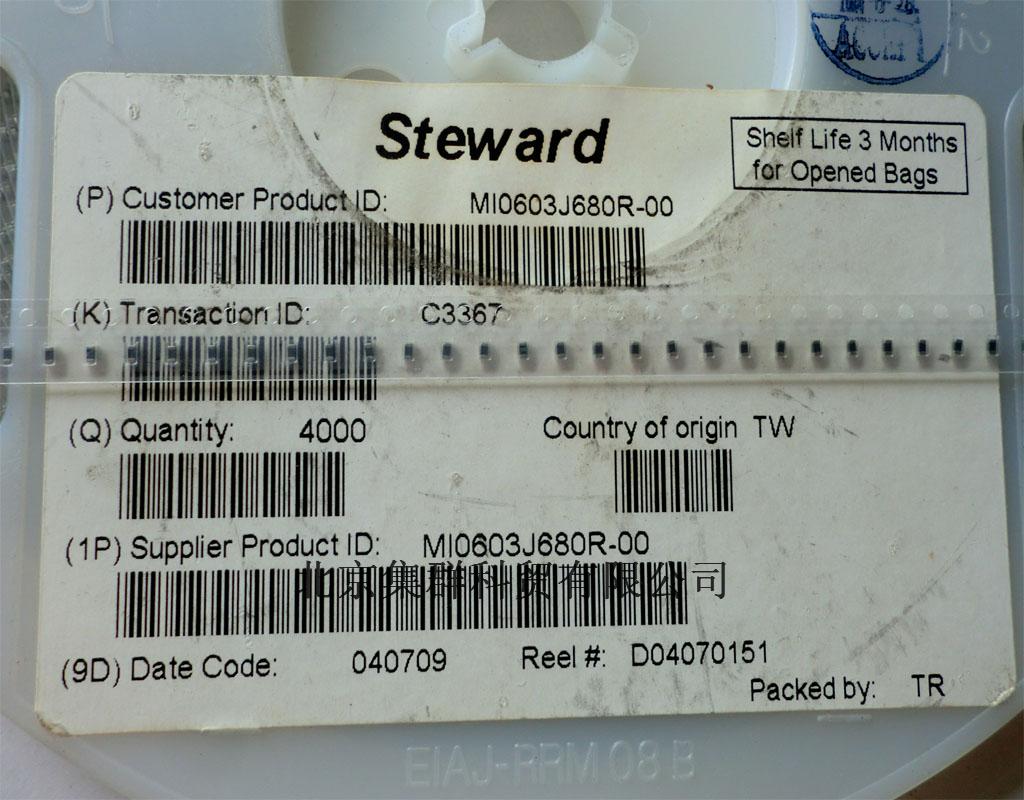 Steward
Shelf Life 3 Months
for Opened Bags
(P) Customer Product ID: MI0603J680R-00
(K) Transaction ID: C3367
(Q) Quantity: 4000 Country of origin TW
(1P) Supplier Product ID: MI0603J680R-00
北京集群科贸有限公司
(9D) Date Code: 040709 Reel #: D04070151
Packed by: TR
EIAJ-RRM 08 B